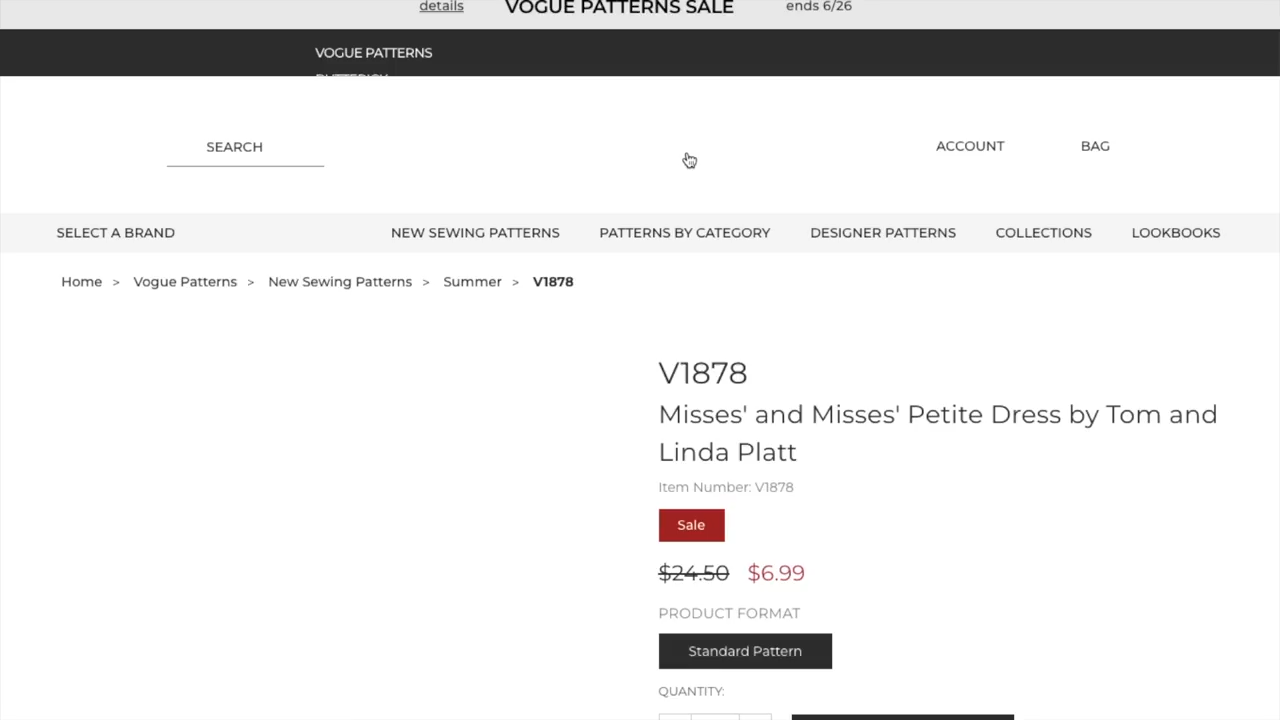 details VOGUE PATTERNS SALE ends 6/26
VOGUE PATTERNS
SEARCH ACCOUNT BAG
SELECT A BRAND NEW SEWING PATTERNS PATTERNS BY CATEGORY DESIGNER PATTERNS COLLECTIONS LOOKBOOKS
Home > Vogue Patterns > New Sewing Patterns > Summer > V1878
V1878
Misses' and Misses' Petite Dress by Tom and
Linda Platt
Item Number: V1878
Sale
$24.50 $6.99
PRODUCT FORMAT
Standard Pattern
QUANTITY: